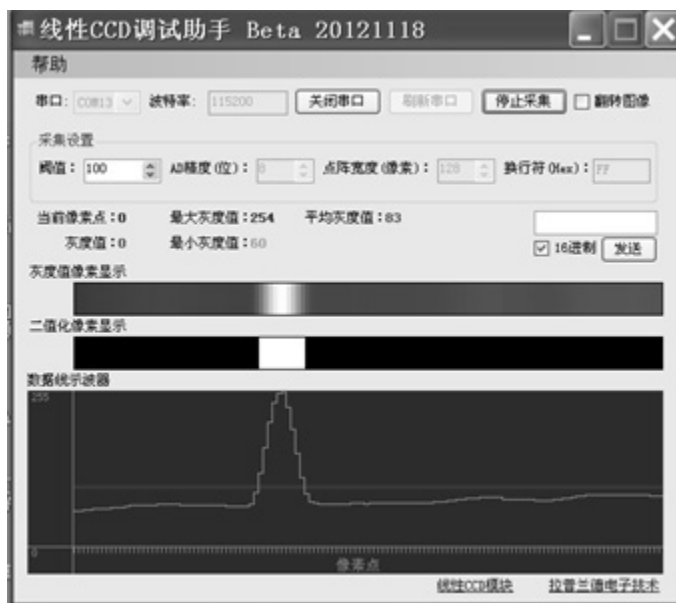 线性CCD调试助手 Beta 20121118
帮助
串口: COM13 波特率: 115200 关闭串口 刷新串口 停止采集 翻转图像
采集设置
阈值: 100 AD精度(位): 8 点阵宽度(像素): 128 换行符(Hex): FF
当前像素点:0 最大灰度值:254 平均灰度值:83
灰度值:0 最小灰度值:60 16进制 发送
灰度值像素显示
二值化像素显示
数据线示波器
255
0
像素点
线性CCD模块 拉普兰德电子技术